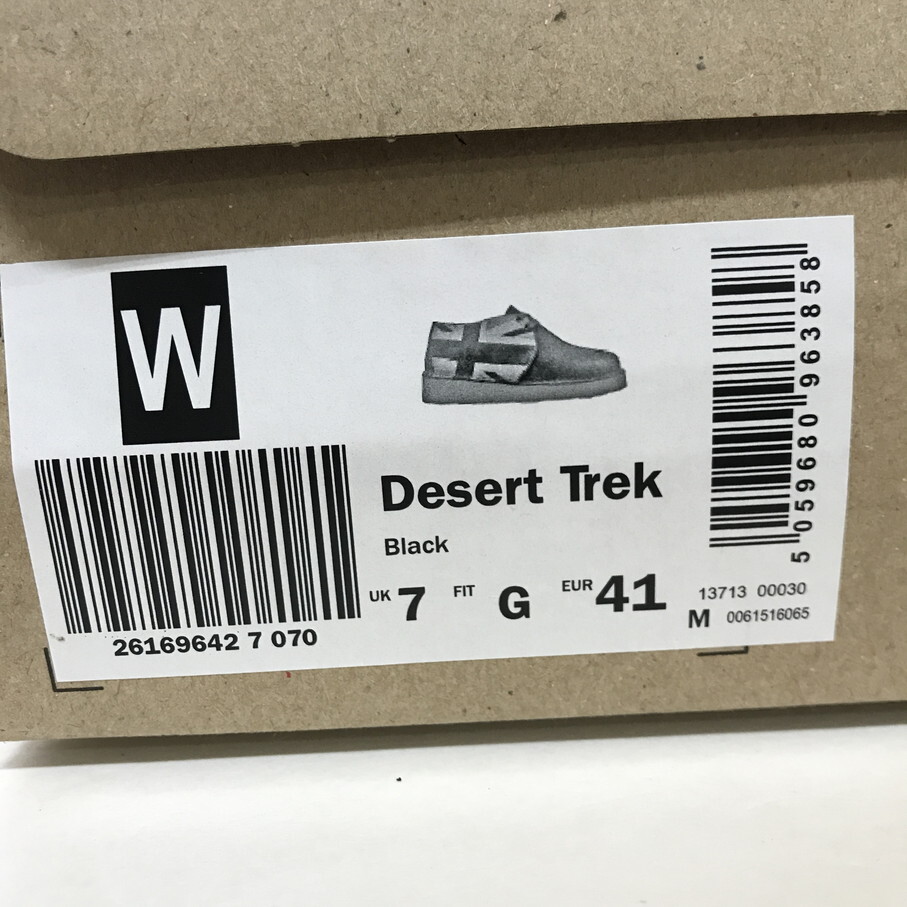 W
Desert Trek
Black
UK 7 FIT G EUR 41
26169642 7 070
5 059680 963858
13713 00030
M 0061516065